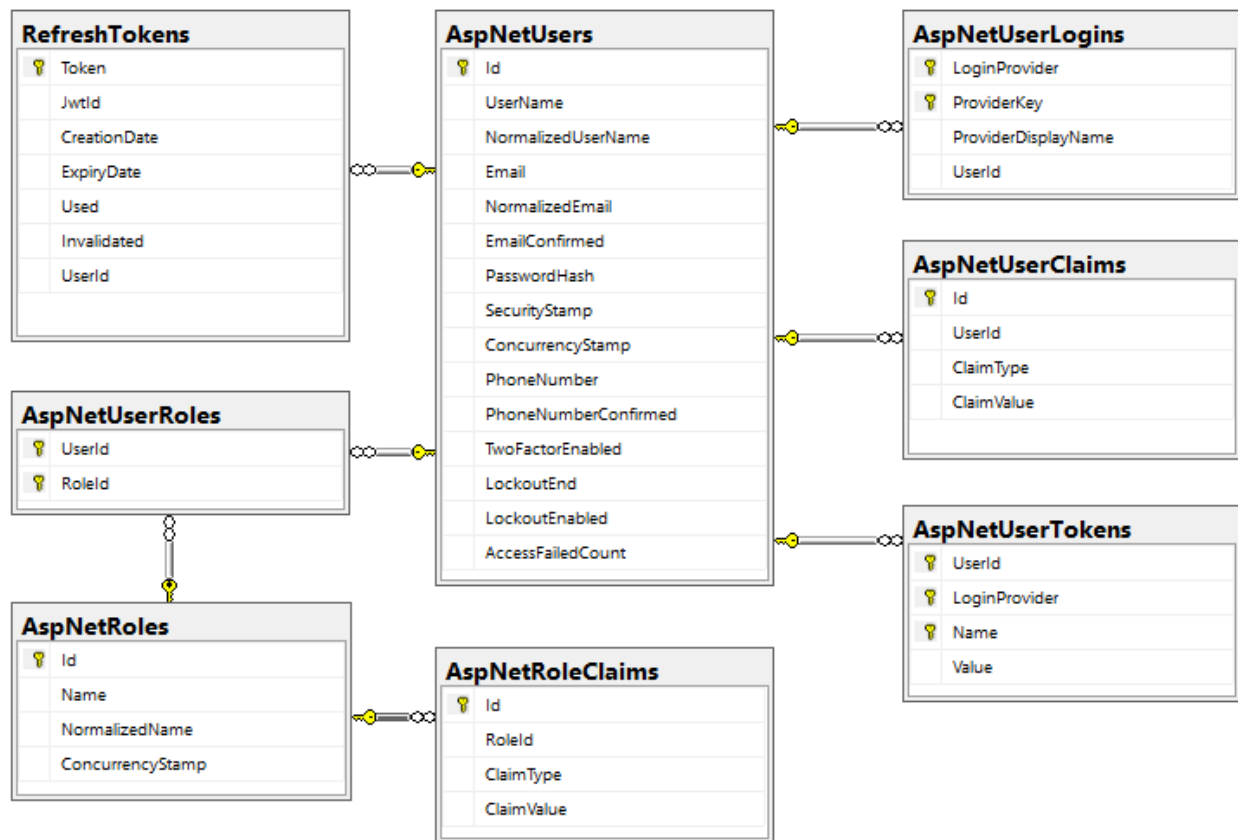 RefreshTokens
Token
JwtId
CreationDate
ExpiryDate
Used
Invalidated
UserId
AspNetUsers
Id
UserName
NormalizedUserName
Email
NormalizedEmail
EmailConfirmed
PasswordHash
SecurityStamp
ConcurrencyStamp
PhoneNumber
PhoneNumberConfirmed
TwoFactorEnabled
LockoutEnd
LockoutEnabled
AccessFailedCount
AspNetUserLogins
LoginProvider
ProviderKey
ProviderDisplayName
UserId
AspNetUserClaims
Id
UserId
ClaimType
ClaimValue
AspNetUserRoles
UserId
RoleId
AspNetUserTokens
UserId
LoginProvider
Name
Value
AspNetRoles
Id
Name
NormalizedName
ConcurrencyStamp
AspNetRoleClaims
Id
RoleId
ClaimType
ClaimValue